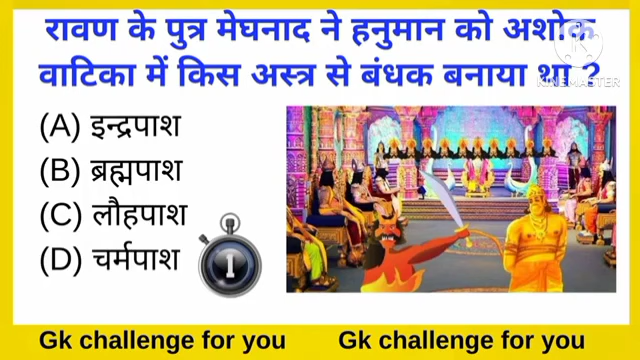 रावण के पुत्र मेघनाद ने हनुमान को अशोक
वाटिका में किस अस्त्र से बंधक बनाया था ?
(A) इन्द्रपाश
(B) ब्रह्मपाश
(C) लौहपाश
(D) चर्मपाश
1
KINEMASTER
Gk challenge for you Gk challenge for you